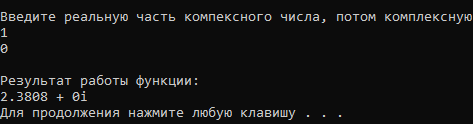 Введите реальную часть компексного числа, потом комплексную
1
0
Результат работы функции:
2.3808 + 0i
Для продолжения нажмите любую клавишу . . .